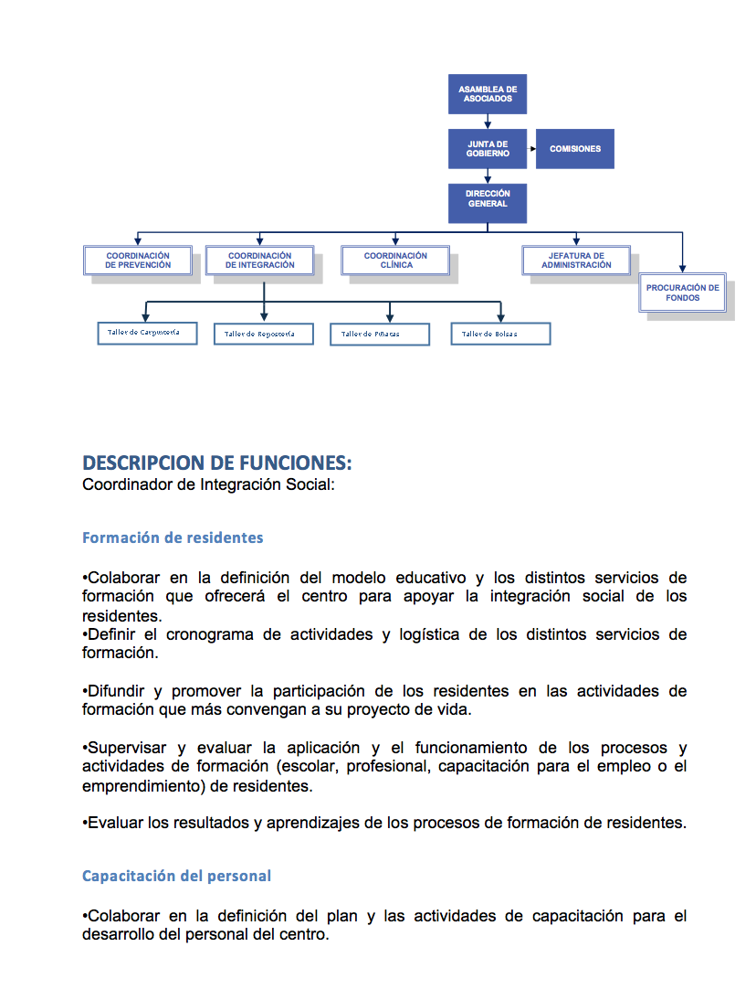 ASAMBLEA DE
ASOCIADOS
JUNTA DE
GOBIERNO
COMISIONES
DIRECCIÓN
GENERAL
COORDINACIÓN
DE PREVENCIÓN
COORDINACIÓN
DE INTEGRACIÓN
COORDINACIÓN
CLÍNICA
JEFATURA DE
ADMINISTRACIÓN
PROCURACIÓN DE
FONDOS
Taller de Carpintería
Taller de Repostería
Taller de Piñatas
Taller de Bolsas
DESCRIPCION DE FUNCIONES:
Coordinador de Integración Social:
Formación de residentes
•Colaborar en la definición del modelo educativo y los distintos servicios de
formación que ofrecerá el centro para apoyar la integración social de los
residentes.
•Definir el cronograma de actividades y logística de los distintos servicios de
formación.
•Difundir y promover la participación de los residentes en las actividades de
formación que más convengan a su proyecto de vida.
•Supervisar y evaluar la aplicación y el funcionamiento de los procesos y
actividades de formación (escolar, profesional, capacitación para el empleo o el
emprendimiento) de residentes.
•Evaluar los resultados y aprendizajes de los procesos de formación de residentes.
Capacitación del personal
•Colaborar en la definición del plan y las actividades de capacitación para el
desarrollo del personal del centro.